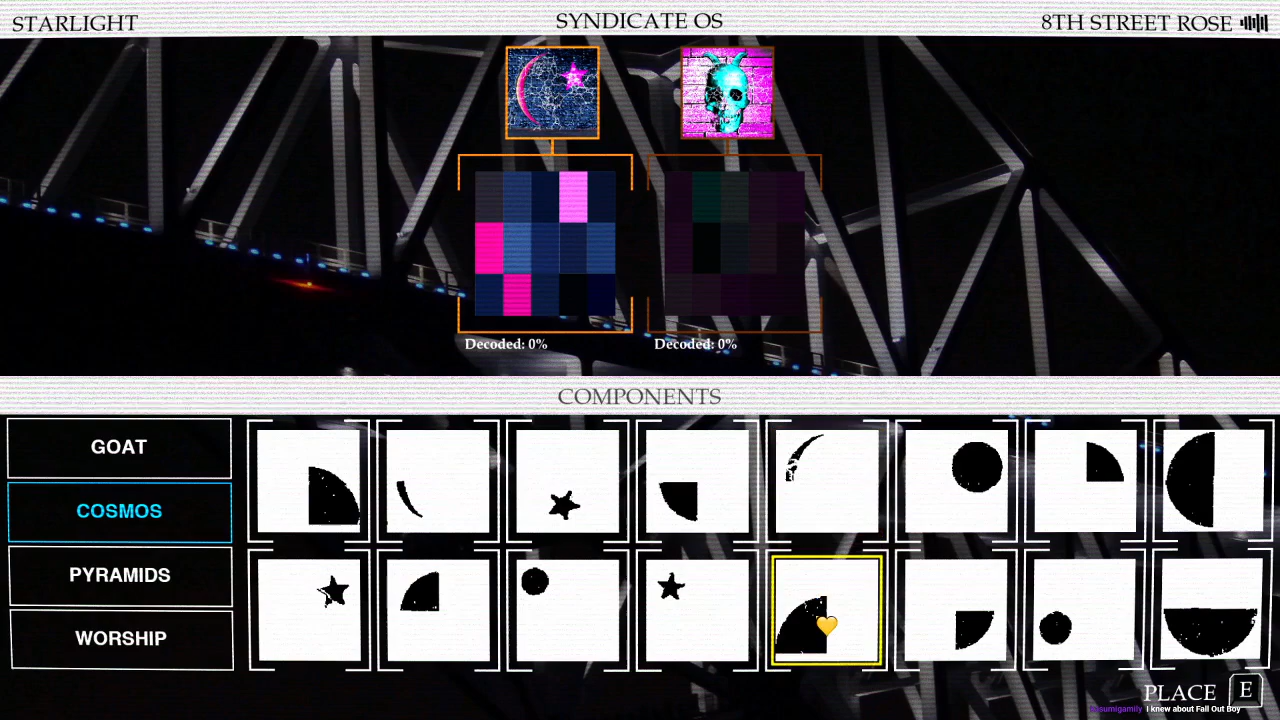 STARLIGHT
SYNDICATE OS
8TH STREET ROSE
Decoded: 0%
Decoded: 0%
COMPONENTS
GOAT
COSMOS
PYRAMIDS
WORSHIP
PLACE E
I knew about Fall Out Boy